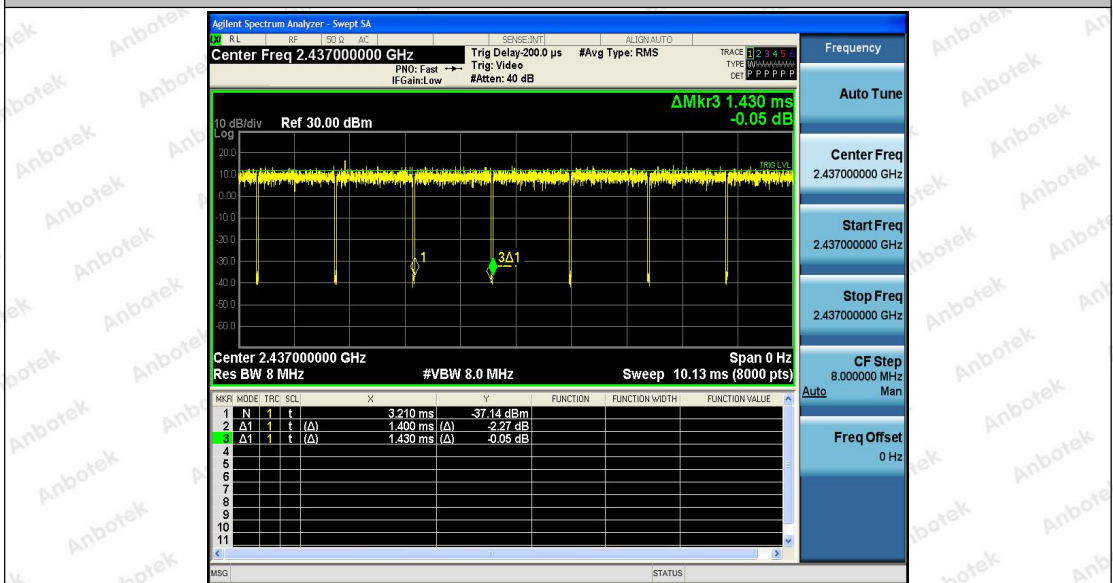 Agilent Spectrum Analyzer - Swept SA
RL RF 50 Ω AC SENSE:INT ALIGNAUTO
Center Freq 2.437000000 GHz
PNO: Fast
IFGain:Low
Trig Delay-200.0 µs
Trig: Video
#Atten: 40 dB
#Avg Type: RMS
TRACE 1 2 3 4 5 6
TYPE WWWWWW
DET P P P P P P
ΔMkr3 1.430 ms
-0.05 dB
10 dB/div Ref 30.00 dBm
Log
20.0
10.0
0.00
-10.0
-20.0
-30.0
-40.0
-50.0
-60.0
TRIG LVL
1
3Δ1
Center 2.437000000 GHz
Span 0 Hz
Res BW 8 MHz
#VBW 8.0 MHz
Sweep 10.13 ms (8000 pts)
MKR MODE TRC SCL X Y FUNCTION FUNCTION WIDTH FUNCTION VALUE
1 N 1 t 3.210 ms -37.14 dBm
2 Δ1 1 t (Δ) 1.400 ms (Δ) -2.27 dB
3 Δ1 1 t (Δ) 1.430 ms (Δ) -0.05 dB
4
5
6
7
8
9
10
11
MSG STATUS
Frequency
Auto Tune
Center Freq
2.437000000 GHz
Start Freq
2.437000000 GHz
Stop Freq
2.437000000 GHz
CF Step
8.000000 MHz
Auto Man
Freq Offset
0 Hz
Anbotek